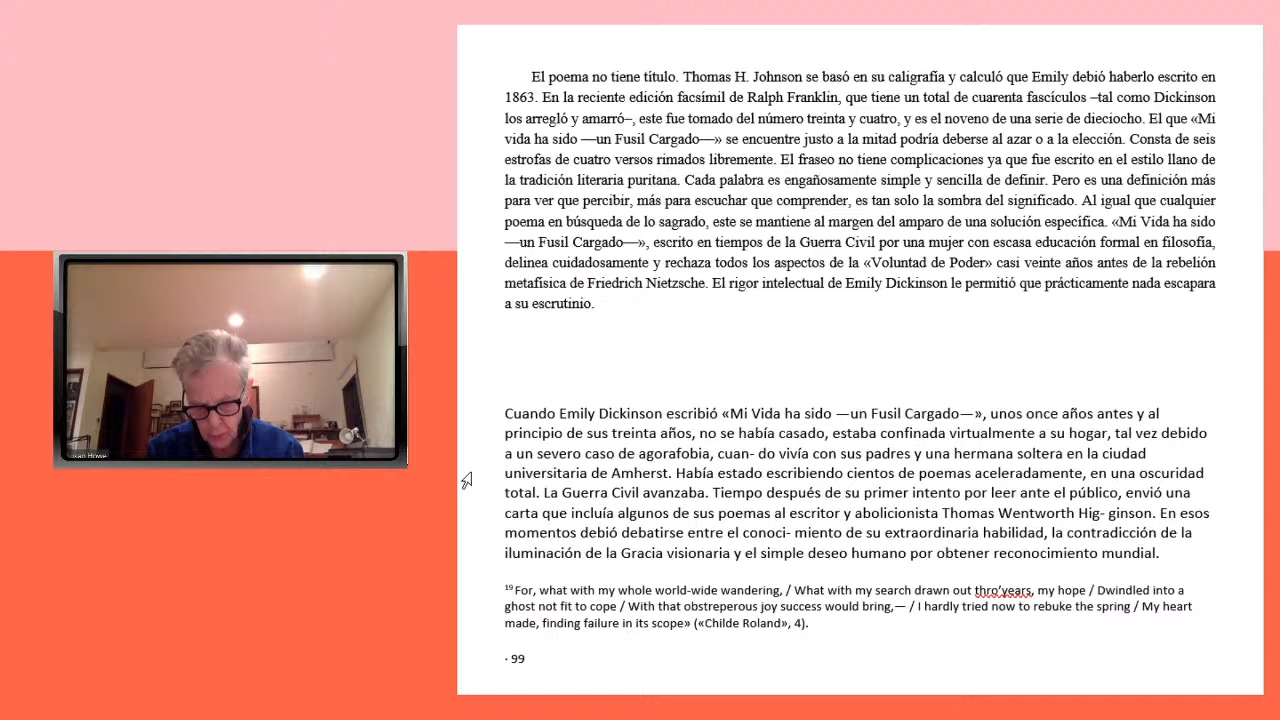 El poema no tiene título. Thomas H. Johnson se basó en su caligrafía y calculó que Emily debió haberlo escrito en
1863. En la reciente edición facsímil de Ralph Franklin, que tiene un total de cuarenta fascículos –tal como Dickinson
los arregló y amarró–, este fue tomado del número treinta y cuatro, y es el noveno de una serie de dieciocho. El que «Mi
vida ha sido —un Fusil Cargado—» se encuentre justo a la mitad podría deberse al azar o a la elección. Consta de seis
estrofas de cuatro versos rimados libremente. El fraseo no tiene complicaciones ya que fue escrito en el estilo llano de
la tradición literaria puritana. Cada palabra es engañosamente simple y sencilla de definir. Pero es una definición más
para ver que percibir, más para escuchar que comprender, es tan solo la sombra del significado. Al igual que cualquier
poema en búsqueda de lo sagrado, este se mantiene al margen del amparo de una solución específica. «Mi Vida ha sido
—un Fusil Cargado—», escrito en tiempos de la Guerra Civil por una mujer con escasa educación formal en filosofía,
delinea cuidadosamente y rechaza todos los aspectos de la «Voluntad de Poder» casi veinte años antes de la rebelión
metafísica de Friedrich Nietzsche. El rigor intelectual de Emily Dickinson le permitió que prácticamente nada escapara
a su escrutinio.
Cuando Emily Dickinson escribió «Mi Vida ha sido —un Fusil Cargado—», unos once años antes y al
principio de sus treinta años, no se había casado, estaba confinada virtualmente a su hogar, tal vez debido
a un severo caso de agorafobia, cuan- do vivía con sus padres y una hermana soltera en la ciudad
universitaria de Amherst. Había estado escribiendo cientos de poemas aceleradamente, en una oscuridad
total. La Guerra Civil avanzaba. Tiempo después de su primer intento por leer ante el público, envió una
carta que incluía algunos de sus poemas al escritor y abolicionista Thomas Wentworth Hig- ginson. En esos
momentos debió debatirse entre el conoci- miento de su extraordinaria habilidad, la contradicción de la
iluminación de la Gracia visionaria y el simple deseo humano por obtener reconocimiento mundial.
19 For, what with my whole world-wide wandering, / What with my search drawn out thro'years, my hope / Dwindled into a
ghost not fit to cope / With that obstreperous joy success would bring,— / I hardly tried now to rebuke the spring / My heart
made, finding failure in its scope» («Childe Roland», 4).
· 99
Howe